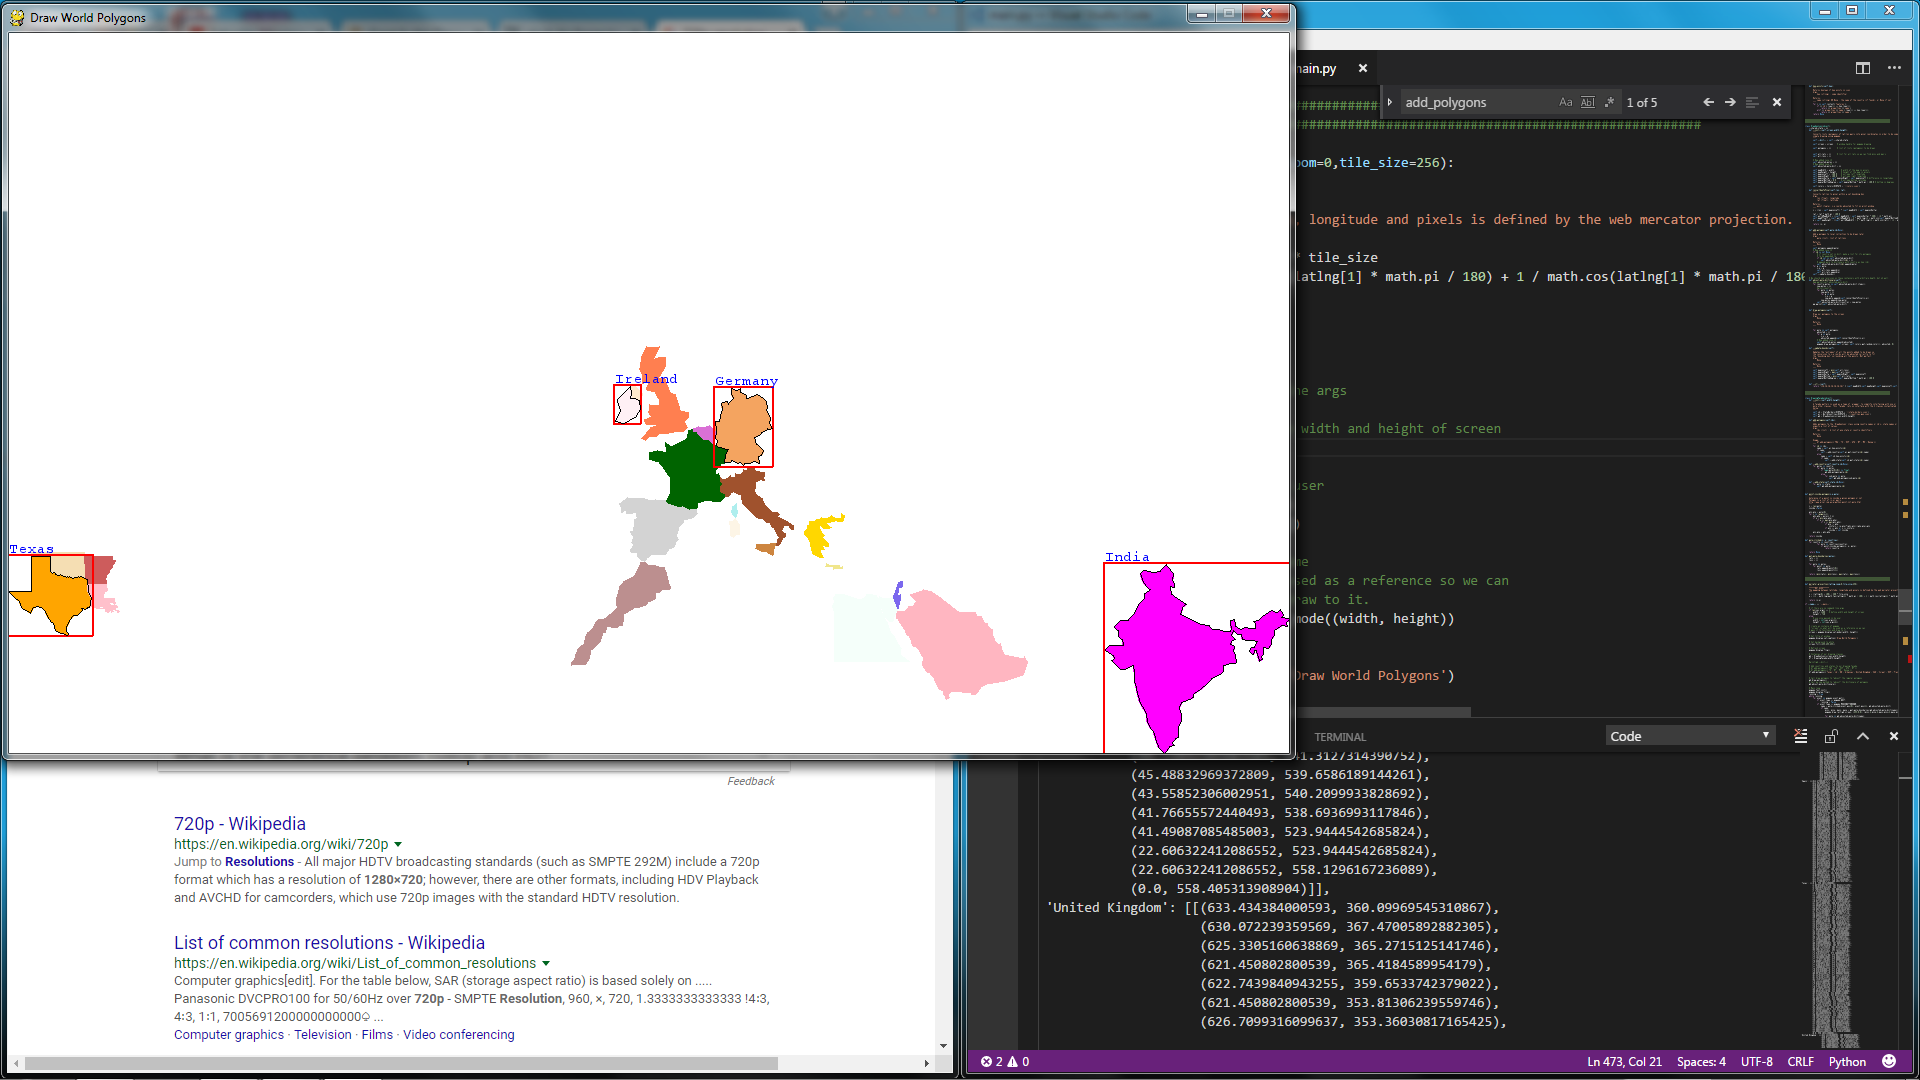 Draw World Polygons
Ireland
Germany
Texas
India
main.py
add_polygons
Aa
Abl
.*
1 of 5
######################################################
oom=0,tile_size=256):
, longitude and pixels is defined by the web mercator projection.
* tile_size
latlng[1] * math.pi / 180) + 1 / math.cos(latlng[1] * math.pi / 180
ne args
width and height of screen
user
)
me
sed as a reference so we can
raw to it.
mode((width, height))
Draw World Polygons')
TERMINAL
Code
41.3127314390752),
(45.48832969372809, 539.6586189144261),
(43.55852306002951, 540.2099933828692),
(41.76655572440493, 538.6936993117846),
(41.49087085485003, 523.9444542685824),
(22.606322412086552, 523.9444542685824),
(22.606322412086552, 558.1296167236089),
(0.0, 558.405313908904)]],
'United Kingdom': [[(633.434384000593, 360.09969545310867),
(630.072239359569, 367.47005892882305),
(625.3305160638869, 365.2715125141746),
(621.450802800539, 365.4184589954179),
(622.7439840943255, 359.6533742379022),
(621.450802800539, 353.81306239559746),
(626.7099316099637, 353.36030817165425),
2
0
Ln 473, Col 21
Spaces: 4
UTF-8
CRLF
Python
Feedback
720p - Wikipedia
https://en.wikipedia.org/wiki/720p
Jump to Resolutions - All major HDTV broadcasting standards (such as SMPTE 292M) include a 720p
format which has a resolution of 1280×720; however, there are other formats, including HDV Playback
and AVCHD for camcorders, which use 720p images with the standard HDTV resolution.
List of common resolutions - Wikipedia
https://en.wikipedia.org/wiki/List_of_common_resolutions
Computer graphics[edit]. For the table below, SAR (storage aspect ratio) is based solely on .....
Panasonic DVCPRO100 for 50/60Hz over 720p - SMPTE Resolution, 960, ×, 720, 1.3333333333333 !4:3,
4:3, 1:1, 7005691200000000000♤ ...
Computer graphics · Television · Films · Video conferencing